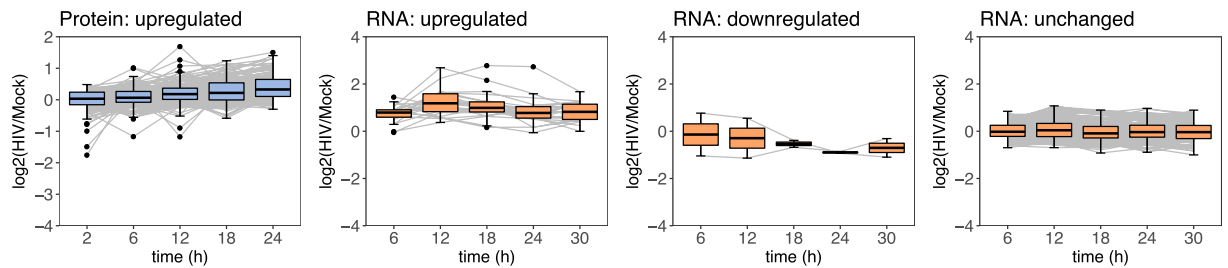 Protein: upregulated
2
1
0
−1
−2
−3
−4
log2(HIV/Mock)
2 6 12 18 24
time (h)
RNA: upregulated
4
2
0
−2
−4
log2(HIV/Mock)
6 12 18 24 30
time (h)
RNA: downregulated
4
2
0
−2
−4
log2(HIV/Mock)
6 12 18 24 30
time (h)
RNA: unchanged
4
2
0
−2
−4
log2(HIV/Mock)
6 12 18 24 30
time (h)